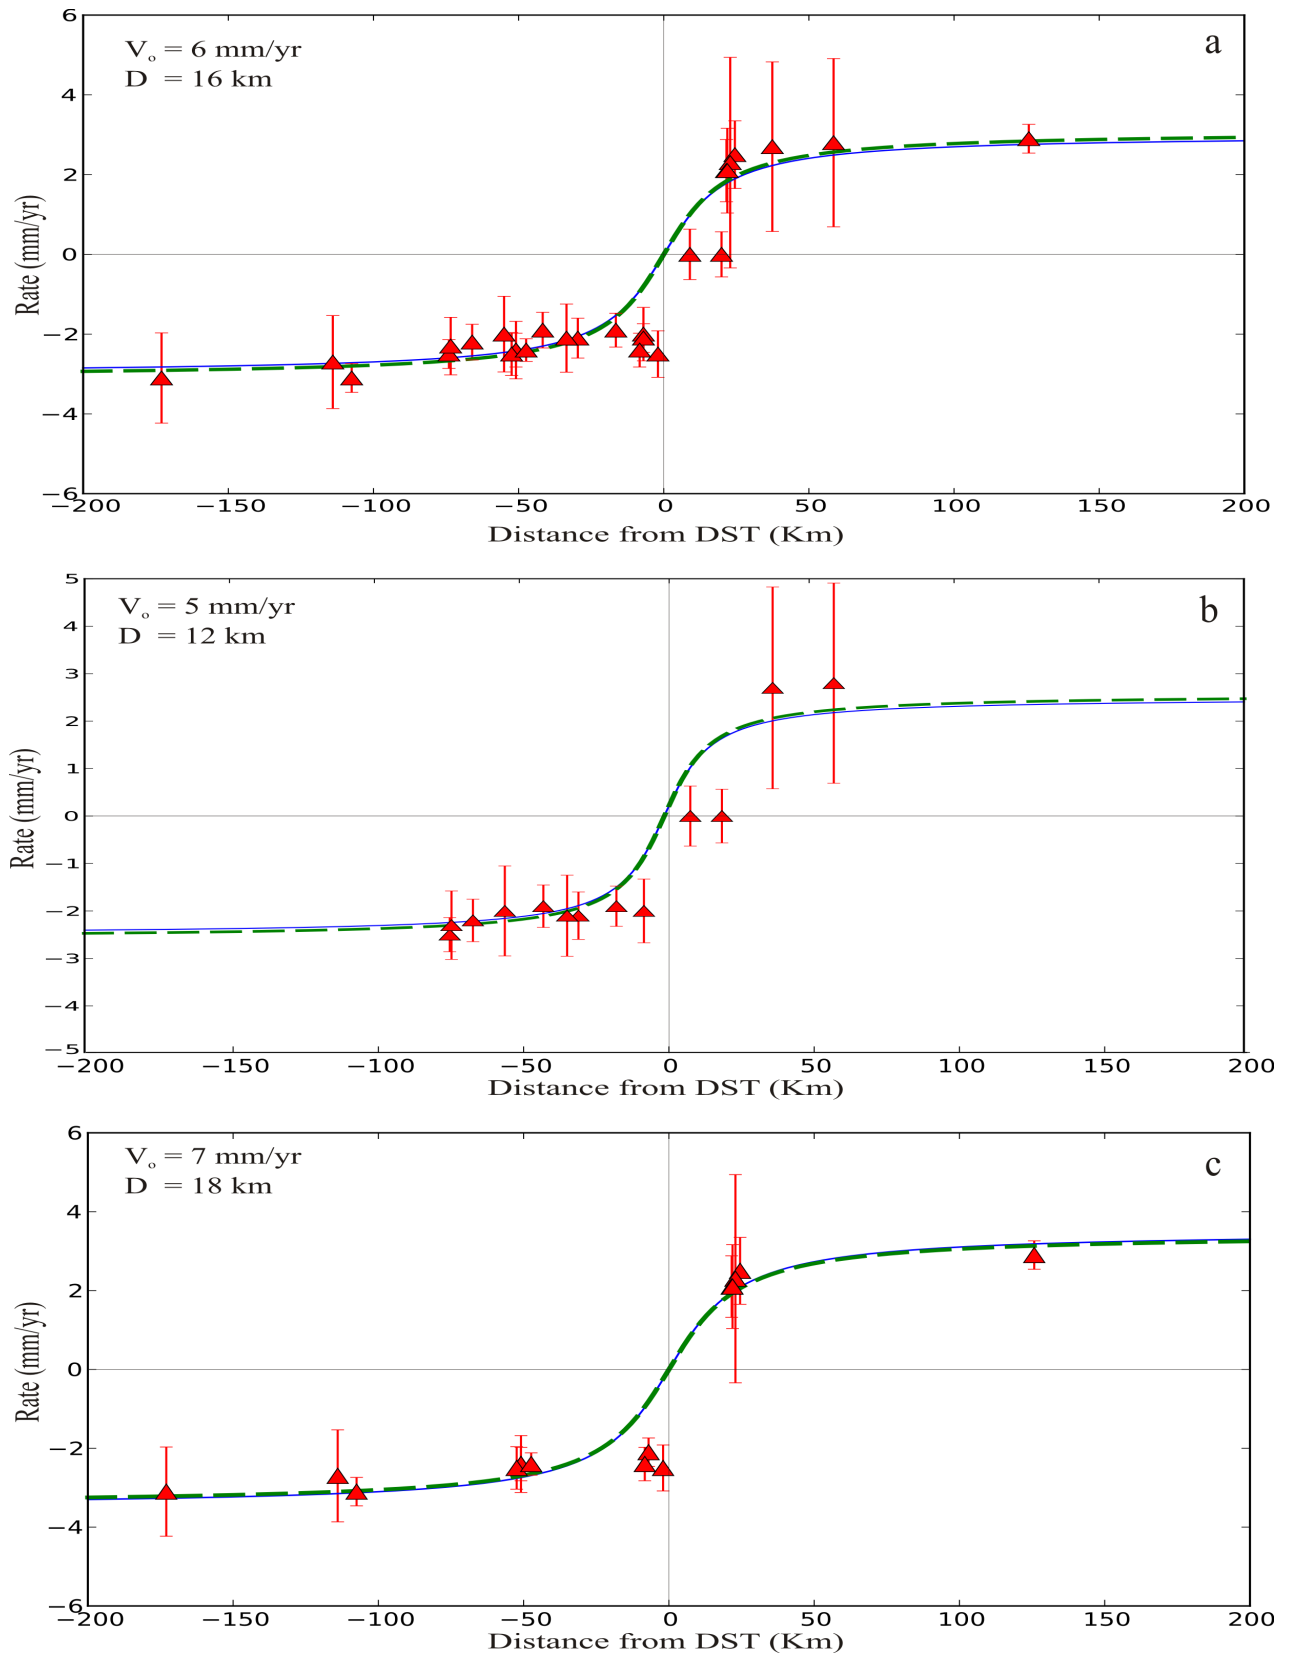 a
Vo = 6 mm/yr
D = 16 km
6
4
2
0
−2
−4
−6
Rate (mm/yr)
−200 −150 −100 −50 0 50 100 150 200
Distance from DST (Km)
b
Vo = 5 mm/yr
D = 12 km
5
4
3
2
1
0
−1
−2
−3
−4
−5
Rate (mm/yr)
−200 −150 −100 −50 0 50 100 150 200
Distance from DST (Km)
c
Vo = 7 mm/yr
D = 18 km
6
4
2
0
−2
−4
−6
Rate (mm/yr)
−200 −150 −100 −50 0 50 100 150 200
Distance from DST (Km)